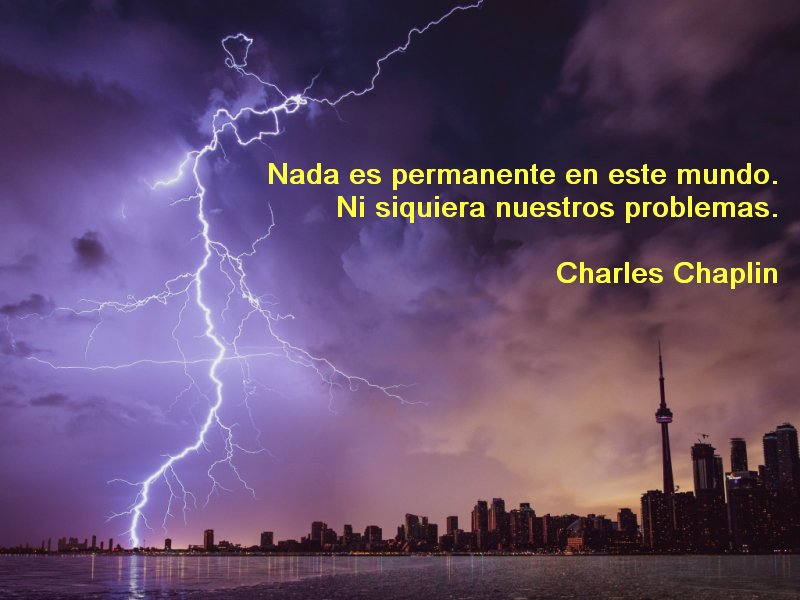 Nada es permanente en este mundo.
Ni siquiera nuestros problemas.
Charles Chaplin